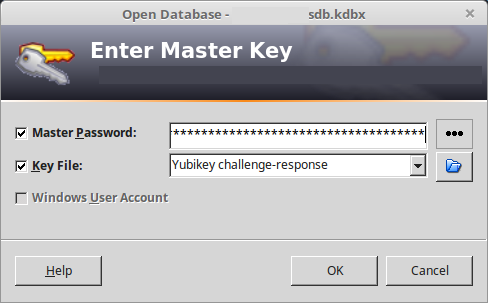 Open Database - sdb.kdbx
Enter Master Key
Master Password:
************************************
Key File:
Yubikey challenge-response
Windows User Account
Help
OK
Cancel